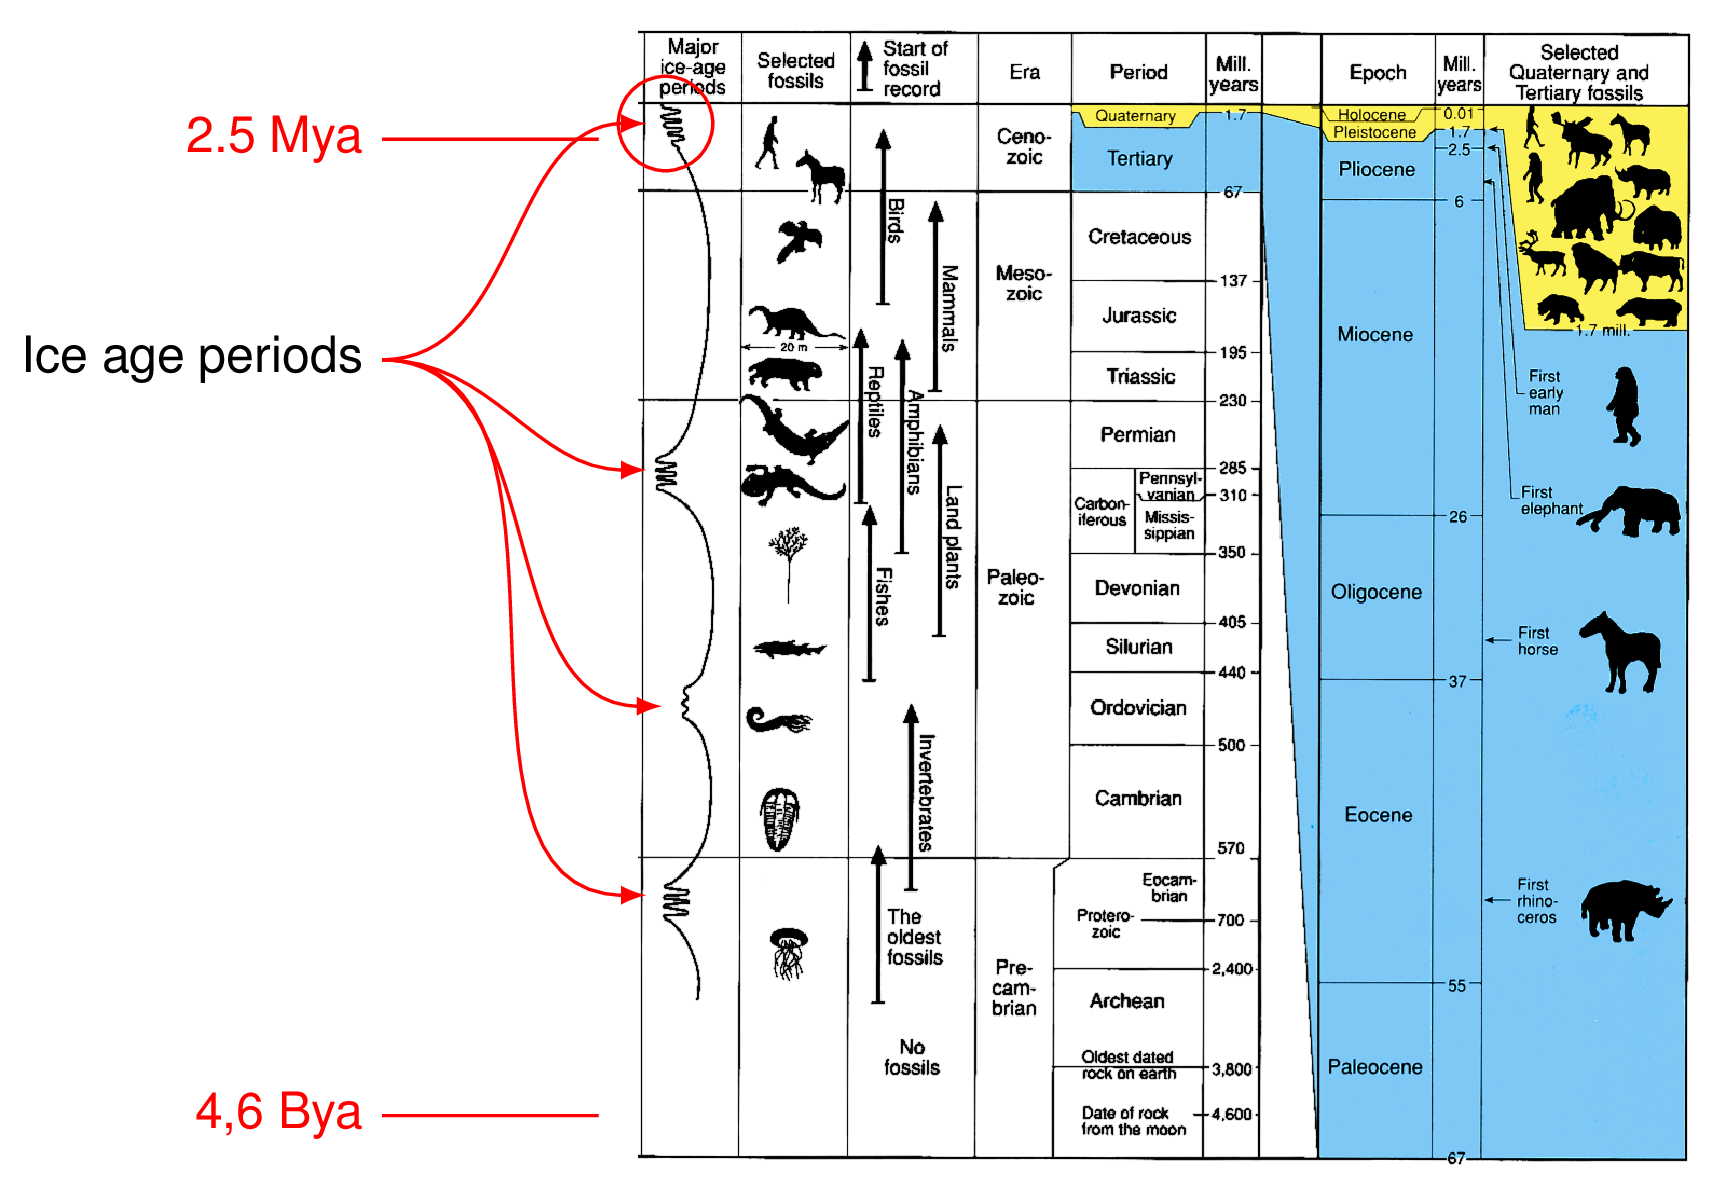 2.5 Mya
Ice age periods
4,6 Bya
Major
ice-age
periods
Selected
fossils
Start of
fossil
record
Era
Period
Mill.
years
Epoch
Mill.
years
Selected
Quaternary and
Tertiary fossils
20 m
Birds
Mammals
Reptiles
Amphibians
Land plants
Fishes
Invertebrates
The
oldest
fossils
No
fossils
Ceno-
zoic
Meso-
zoic
Paleo-
zoic
Pre-
cam-
brian
Quaternary
1.7
Tertiary
67
Cretaceous
137
Jurassic
195
Triassic
230
Permian
285
Carbon-
iferous
Pennsyl-
vanian
310
Missis-
sippian
350
Devonian
405
Silurian
440
Ordovician
500
Cambrian
570
Eocam-
brian
Protero-
zoic
700
2,400
Archean
Oldest dated
rock on earth
3,800
Date of rock
from the moon
4,600
Holocene
0.01
Pleistocene
1.7
2.5
Pliocene
6
Miocene
26
Oligocene
37
Eocene
55
Paleocene
67
1.7 mill.
First
early
man
First
elephant
First
horse
First
rhino-
ceros